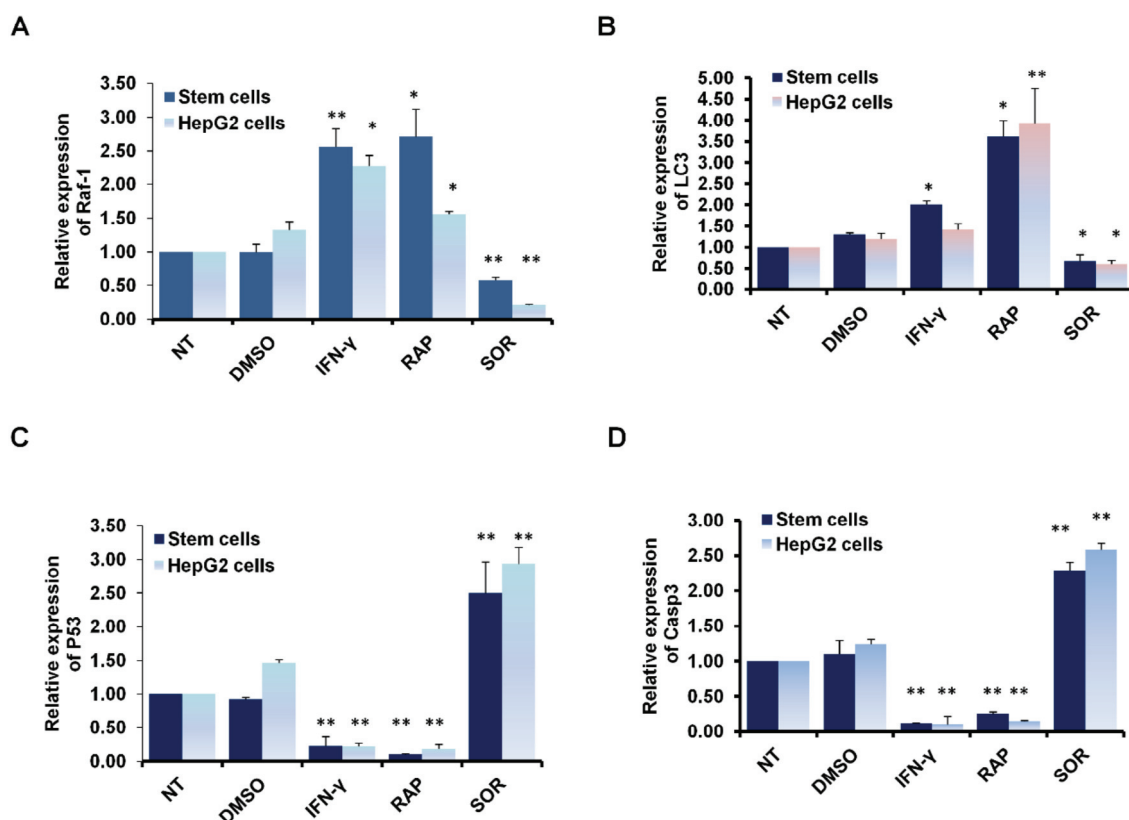 A
Relative expression
of Raf-1
3.50
3.00
2.50
2.00
1.50
1.00
0.50
0.00
Stem cells
HepG2 cells
** * * * ** **
NT DMSO IFN-γ RAP SOR
B
Relative expression
of LC3
5.00
4.50
4.00
3.50
3.00
2.50
2.00
1.50
1.00
0.50
0.00
Stem cells
HepG2 cells
* * ** * *
NT DMSO IFN-γ RAP SOR
C
Relative expression
of P53
3.50
3.00
2.50
2.00
1.50
1.00
0.50
0.00
Stem cells
HepG2 cells
** ** ** ** ** **
NT DMSO IFN-γ RAP SOR
D
Relative expression
of Casp3
3.00
2.50
2.00
1.50
1.00
0.50
0.00
Stem cells
HepG2 cells
** ** ** ** ** **
NT DMSO IFN-γ RAP SOR